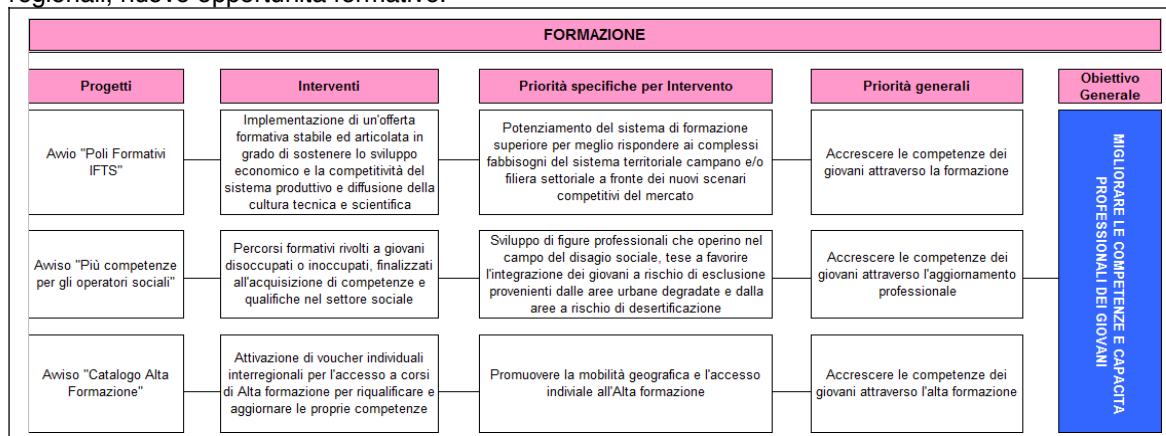 regionali, nuove opportunità formative.
FORMAZIONE
Progetti
Interventi
Priorità specifiche per Intervento
Priorità generali
Obiettivo
Generale
Avvio "Poli Formativi
IFTS"
Implementazione di un'offerta
formativa stabile ed articolata in
grado di sostenere lo sviluppo
economico e la competitività del
sistema produttivo e diffusione della
cultura tecnica e scientifica
Potenziamento del sistema di formazione
superiore per meglio rispondere ai complessi
fabbisogni del sistema territoriale campano e/o
filiera settoriale a fronte dei nuovi scenari
competitivi del mercato
Accrescere le competenze dei
giovani attraverso la formazione
Avviso "Più competenze
per gli operatori sociali"
Percorsi formativi rivolti a giovani
disoccupati o inoccupati, finalizzati
all'acquisizione di competenze e
qualifiche nel settore sociale
Sviluppo di figure professionali che operino nel
campo del disagio sociale, tese a favorire
l'integrazione dei giovani a rischio di esclusione
provenienti dalle aree urbane degradate e dalla
aree a rischio di desertificazione
Accrescere le competenze dei
giovani attraverso l'aggiornamento
professionale
Avviso "Catalogo Alta
Formazione"
Attivazione di voucher individuali
interregionali per l'accesso a corsi
di Alta formazione per riqualificare e
aggiornare le proprie competenze
Promuovere la mobilità geografica e l'accesso
indiviale all'Alta formazione
Accrescere le competenze dei
giovani attraverso l'alta formazione
MIGLIORARE LE COMPETENZE E CAPACITA
PROFESSIONALI DEI GIOVANI